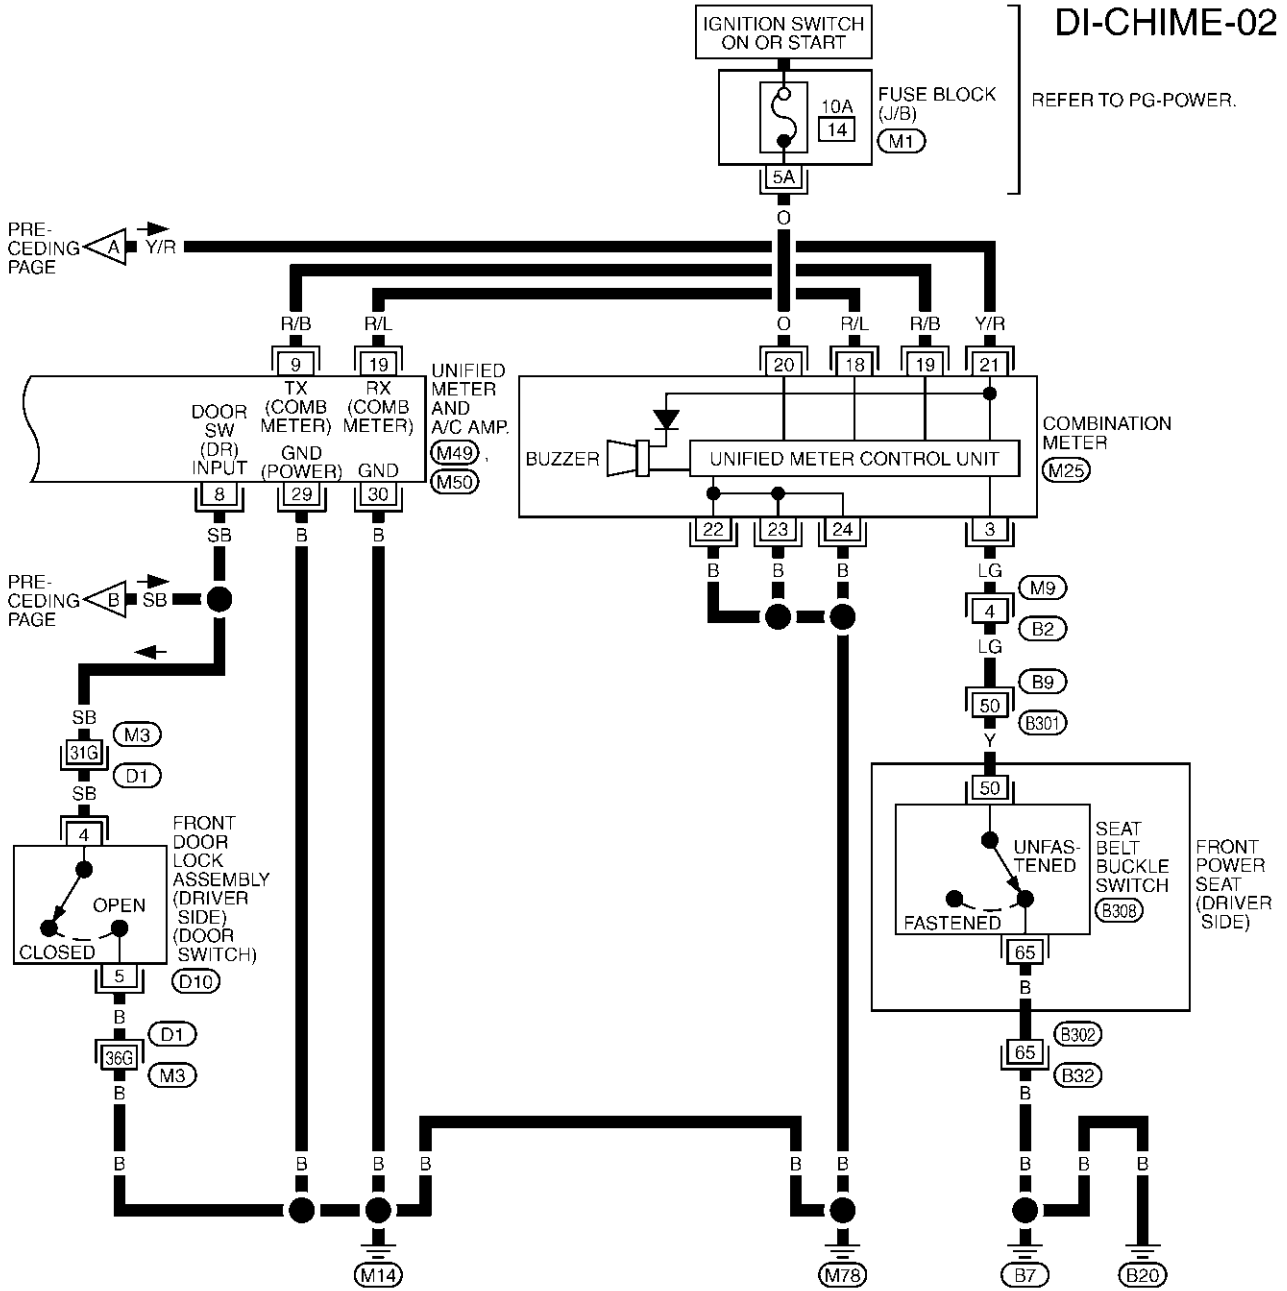 DI-CHIME-02
IGNITION SWITCH
ON OR START
10A
14
FUSE BLOCK
(J/B)
M1
REFER TO PG-POWER.
5A
O
PRE-
CEDING
PAGE
A
Y/R
R/B
R/L
O
R/L
R/B
Y/R
9
19
20
18
19
21
TX
(COMB
METER)
RX
(COMB
METER)
DOOR
SW
(DR)
INPUT
GND
(POWER)
GND
UNIFIED
METER
AND
A/C AMP.
M49 ,
M50
BUZZER
UNIFIED METER CONTROL UNIT
COMBINATION
METER
M25
8
29
30
22
23
24
3
SB
B
B
B
B
B
LG
PRE-
CEDING
PAGE
B
SB
M9
4
B2
LG
B9
50
B301
Y
SB
M3
31G
D1
SB
4
OPEN
CLOSED
FRONT
DOOR
LOCK
ASSEMBLY
(DRIVER
SIDE)
(DOOR
SWITCH)
D10
5
B
D1
36G
M3
B
50
UNFAS-
TENED
FASTENED
SEAT
BELT
BUCKLE
SWITCH
B308
FRONT
POWER
SEAT
(DRIVER
SIDE)
65
B
B302
65
B32
B
B
B
B
B
B
B
B
B
B
M14
M78
B7
B20